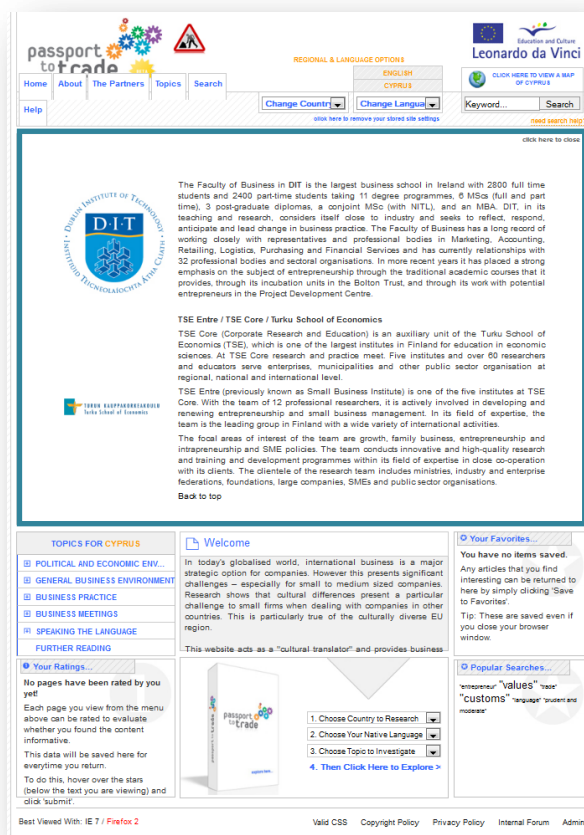 passport
to trade
Education and Culture
Leonardo da Vinci
REGIONAL & LANGUAGE OPTIONS
ENGLISH
CYPRUS
CLICK HERE TO VIEW A MAP
OF CYPRUS
Home About The Partners Topics Search
Help
Change Country
Change Langua
Keyword... Search
click here to remove your stored site settings
need search help?
click here to close
DUBLIN INSTITUTE OF TECHNOLOGY
D·I·T
INSTITIÚID TEICNEOLAÍOCHTA ÁTHA CLIATH
The Faculty of Business in DIT is the largest business school in Ireland with 2800 full time
students and 2400 part-time students taking 11 degree programmes, 6 MScs (full and part
time), 3 post-graduate diplomas, a conjoint MSc (with NITL), and an MBA. DIT, in its
teaching and research, considers itself close to industry and seeks to reflect, respond,
anticipate and lead change in business practice. The Faculty of Business has a long record of
working closely with representatives and professional bodies in Marketing, Accounting,
Retailing, Logistics, Purchasing and Financial Services and has currently relationships with
32 professional bodies and sectoral organisations. In more recent years it has placed a strong
emphasis on the subject of entrepreneurship through the traditional academic courses that it
provides, through its incubation units in the Bolton Trust, and through its work with potential
entrepreneurs in the Project Development Centre.
TSE Entre / TSE Core / Turku School of Economics
TSE Core (Corporate Research and Education) is an auxiliary unit of the Turku School of
Economics (TSE), which is one of the largest institutes in Finland for education in economic
sciences. At TSE Core research and practice meet. Five institutes and over 60 researchers
and educators serve enterprises, municipalities and other public sector organisation at
regional, national and international level.
TURUN KAUPPAKORKEAKOULU
Turku School of Economics
TSE Entre (previously known as Small Business Institute) is one of the five institutes at TSE
Core. With the team of 12 professional researchers, it is actively involved in developing and
renewing entrepreneurship and small business management. In its field of expertise, the
team is the leading group in Finland with a wide variety of international activities.
The focal areas of interest of the team are growth, family business, entrepreneurship and
intrapreneurship and SME policies. The team conducts innovative and high-quality research
and training and development programmes within its field of expertise in close co-operation
with its clients. The clientele of the research team includes ministries, industry and enterprise
federations, foundations, large companies, SMEs and public sector organisations.
Back to top
TOPICS FOR CYPRUS
POLITICAL AND ECONOMIC ENV...
GENERAL BUSINESS ENVIRONMENT
BUSINESS PRACTICE
BUSINESS MEETINGS
SPEAKING THE LANGUAGE
FURTHER READING
Welcome
In today's globalised world, international business is a major
strategic option for companies. However this presents significant
challenges – especially for small to medium sized companies.
Research shows that cultural differences present a particular
challenge to small firms when dealing with companies in other
countries. This is particularly true of the culturally diverse EU
region.
This website acts as a "cultural translator" and provides business
Your Favorites...
You have no items saved.
Any articles that you find
interesting can be returned to
here by simply clicking 'Save
to Favorites'.
Tip: These are saved even if
you close your browser
window.
Your Ratings...
No pages have been rated by you
yet!
Each page you view from the menu
above can be rated to evaluate
whether you found the content
informative.
This data will be saved here for
everytime you return.
To do this, hover over the stars
(below the text you are viewing) and
click 'submit'.
passport
to trade
1. Choose Country to Research
2. Choose Your Native Language
3. Choose Topic to Investigate
4. Then Click Here to Explore >
Popular Searches...
"entrepreneur" "values" "trade"
"customs" "language" "prudent and
moderate"
Best Viewed With: IE 7 / Firefox 2
Valid CSS Copyright Policy Privacy Policy Internal Forum Admin